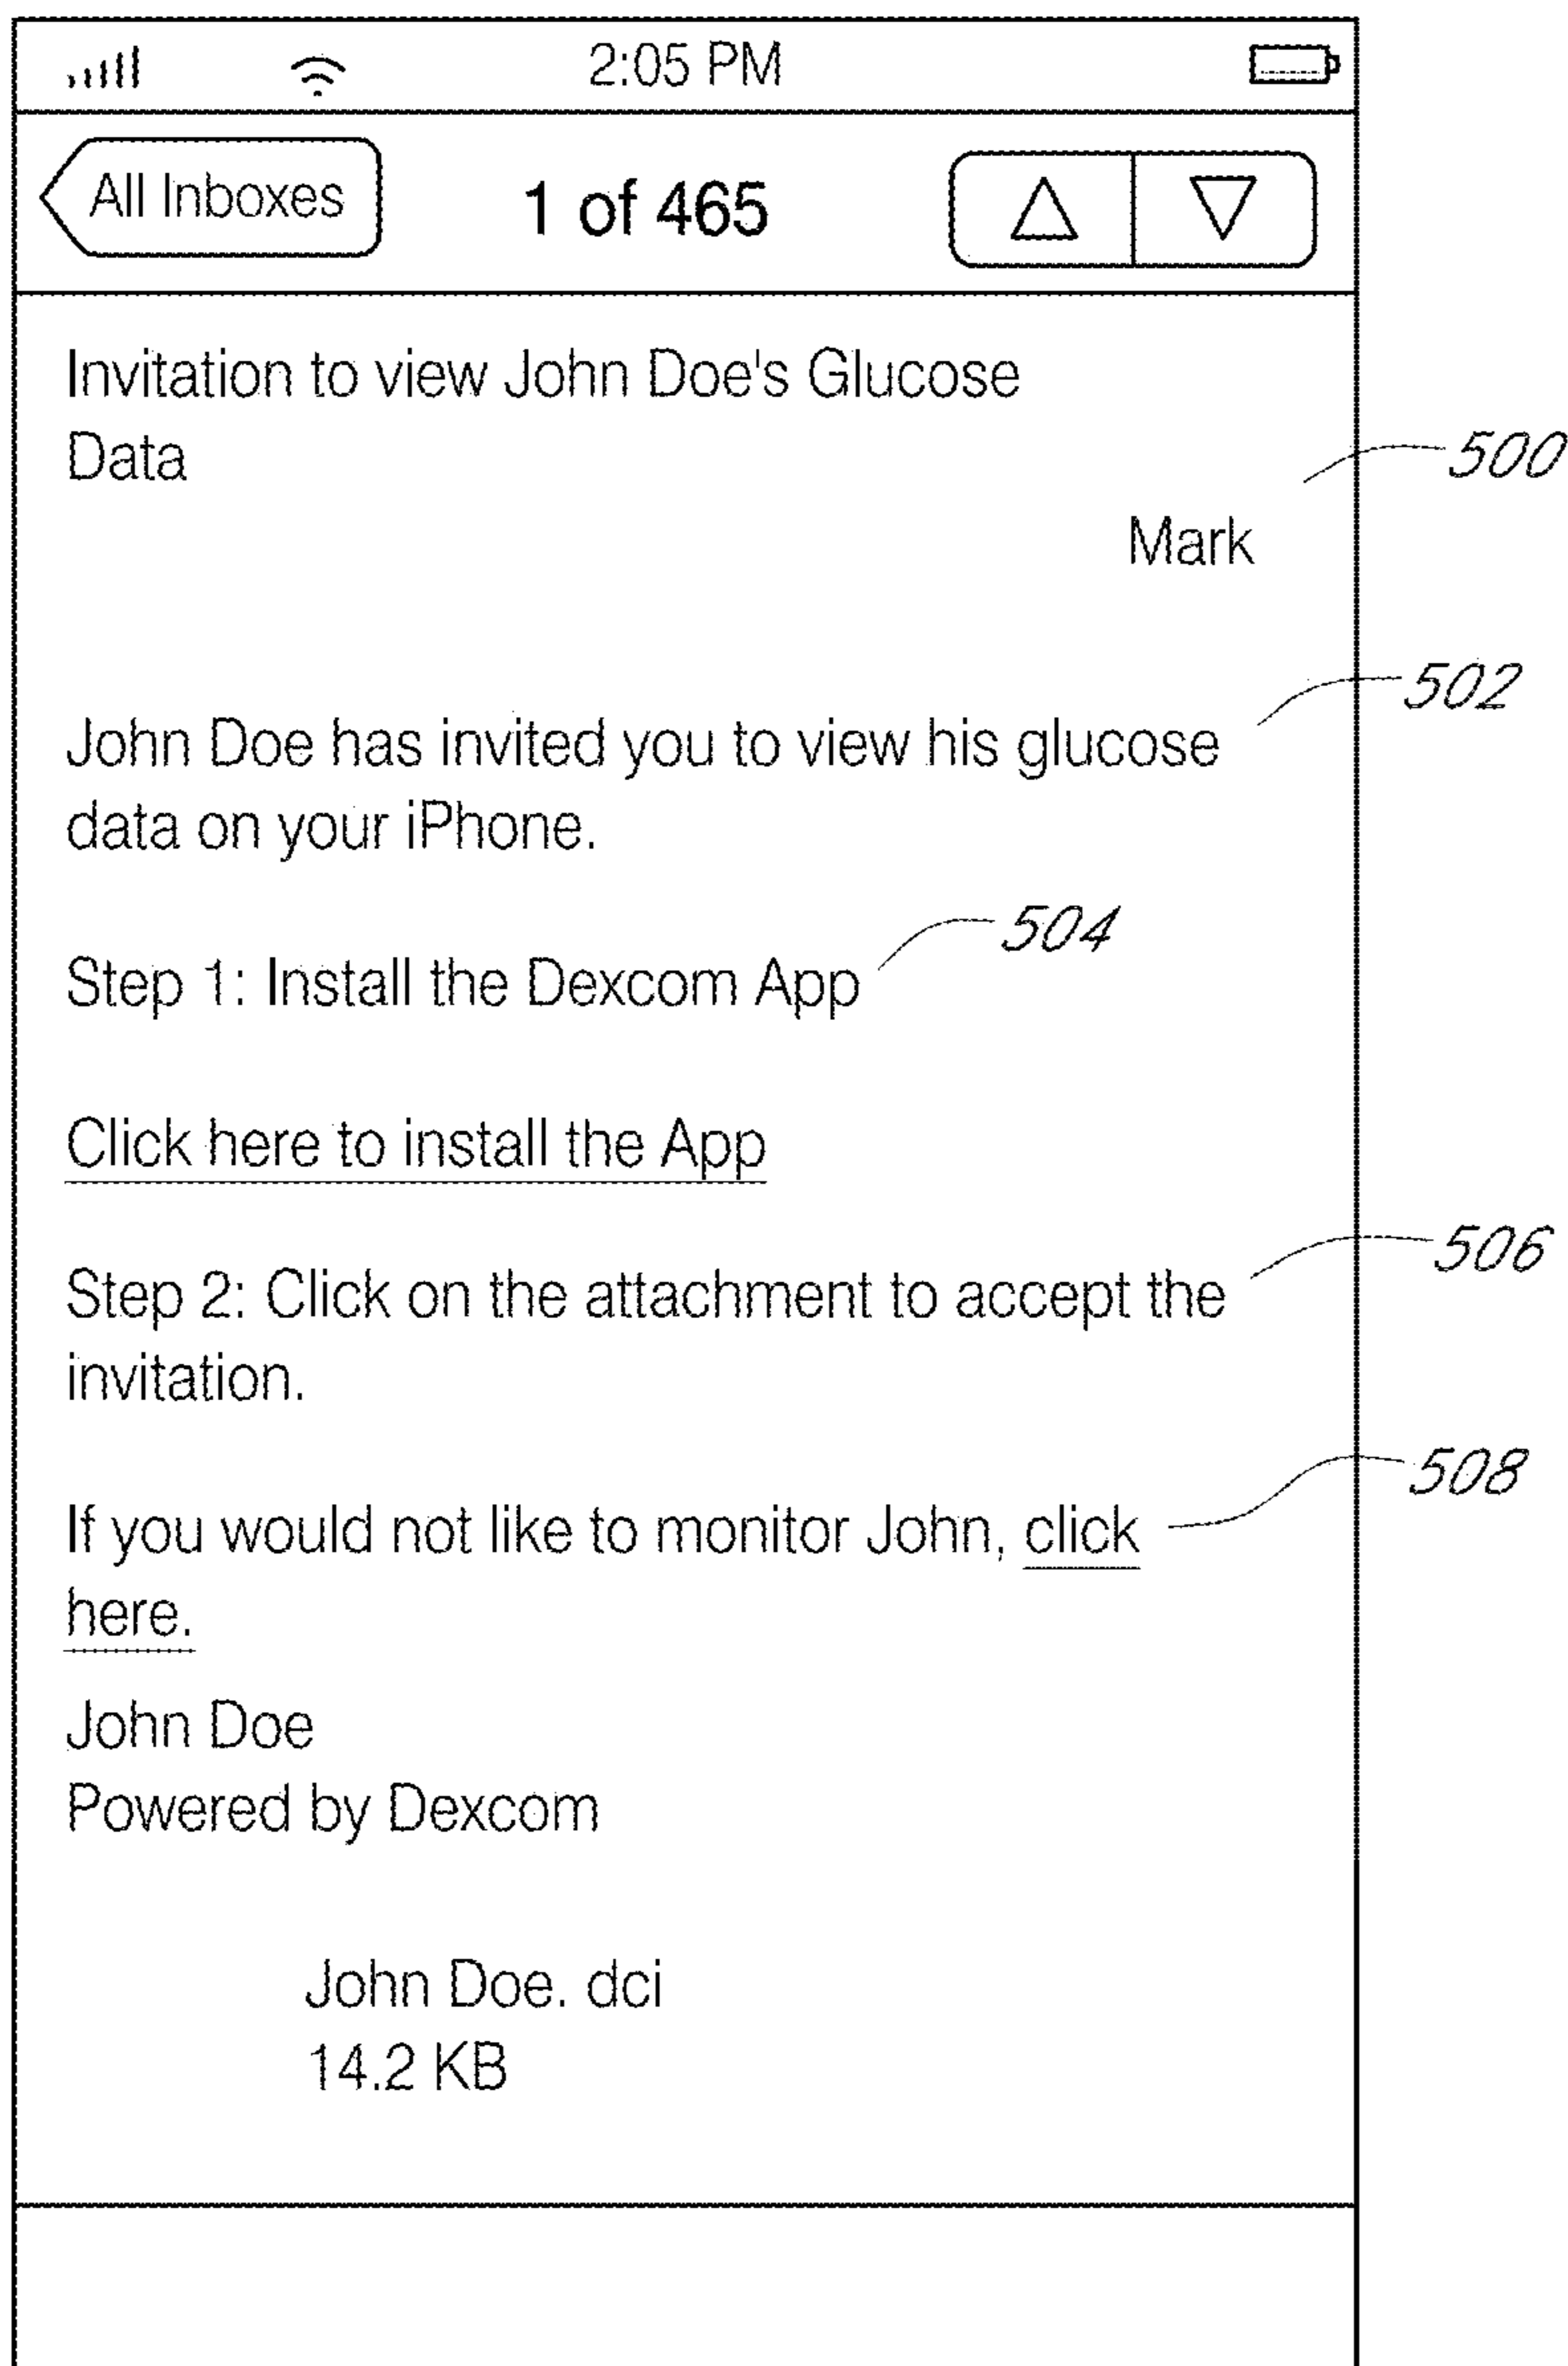 2:05 PM
All Inboxes 1 of 465
Invitation to view John Doe's Glucose
Data
500
Mark
502
John Doe has invited you to view his glucose
data on your iPhone.
504
Step 1: Install the Dexcom App
Click here to install the App
506
Step 2: Click on the attachment to accept the
invitation.
508
If you would not like to monitor John, click
here.
John Doe
Powered by Dexcom
John Doe. dci
14.2 KB